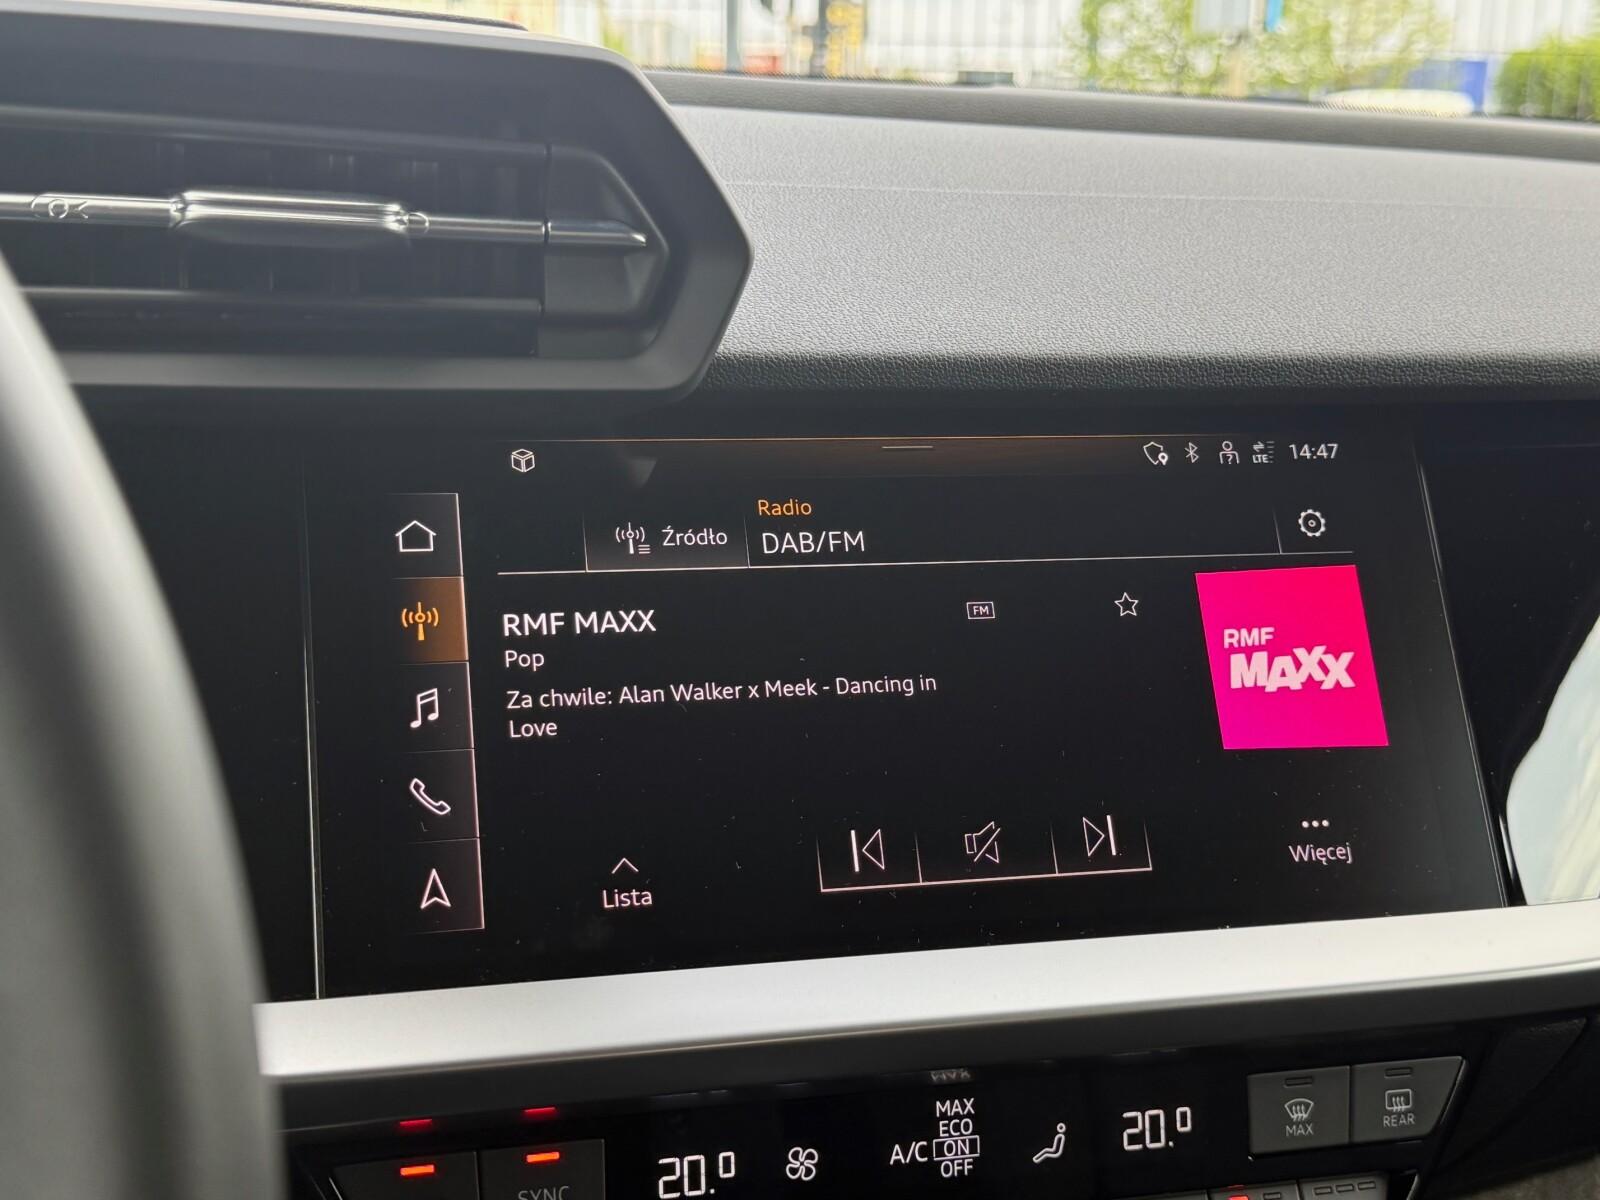 14:47
LTE
Radio
Źródło
DAB/FM
RMF MAXX
FM
Pop
Za chwile: Alan Walker x Meek - Dancing in
Love
RMF
MAXX
Lista
Więcej
MAX
ECO
A/C ON
OFF
20.0
20.0
SYNC
MAX
REAR